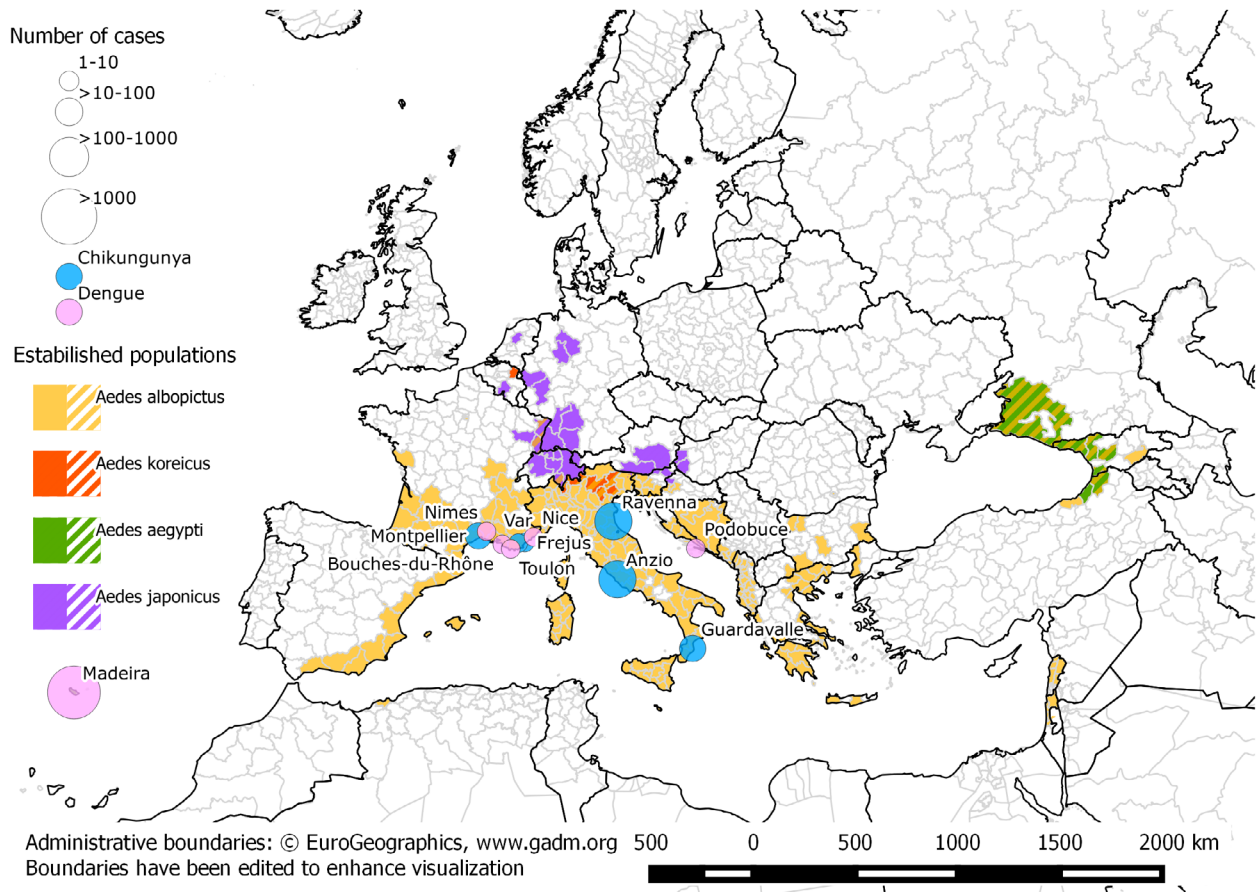 Number of cases
1-10
>10-100
>100-1000
>1000
Chikungunya
Dengue
Estabilished populations
Aedes albopictus
Aedes koreicus
Aedes aegypti
Aedes japonicus
Madeira
Nimes
Var
Nice
Ravenna
Montpellier
Frejus
Podobuce
Bouches-du-Rhône
Toulon
Anzio
Guardavalle
Administrative boundaries: © EuroGeographics, www.gadm.org
Boundaries have been edited to enhance visualization
500 0 500 1000 1500 2000 km